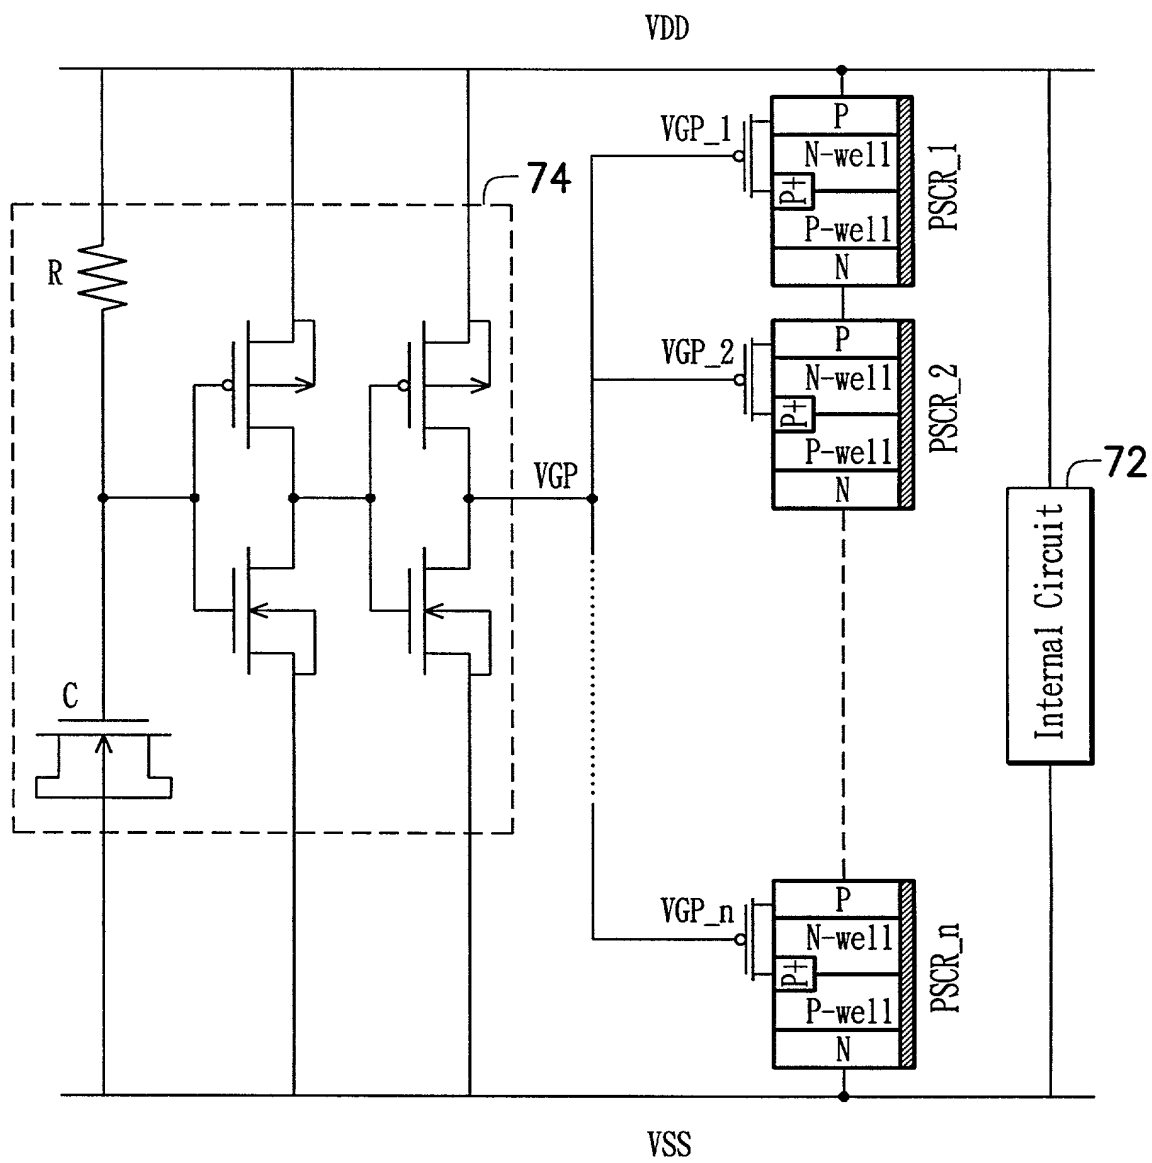 VDD
74
R
C
VGP
VGP_1
P
N-well
P+
P-well
N
PSCR_1
VGP_2
P
N-well
P+
P-well
N
PSCR_2
72
Internal Circuit
VGP_n
P
N-well
P+
P-well
N
PSCR_n
VSS